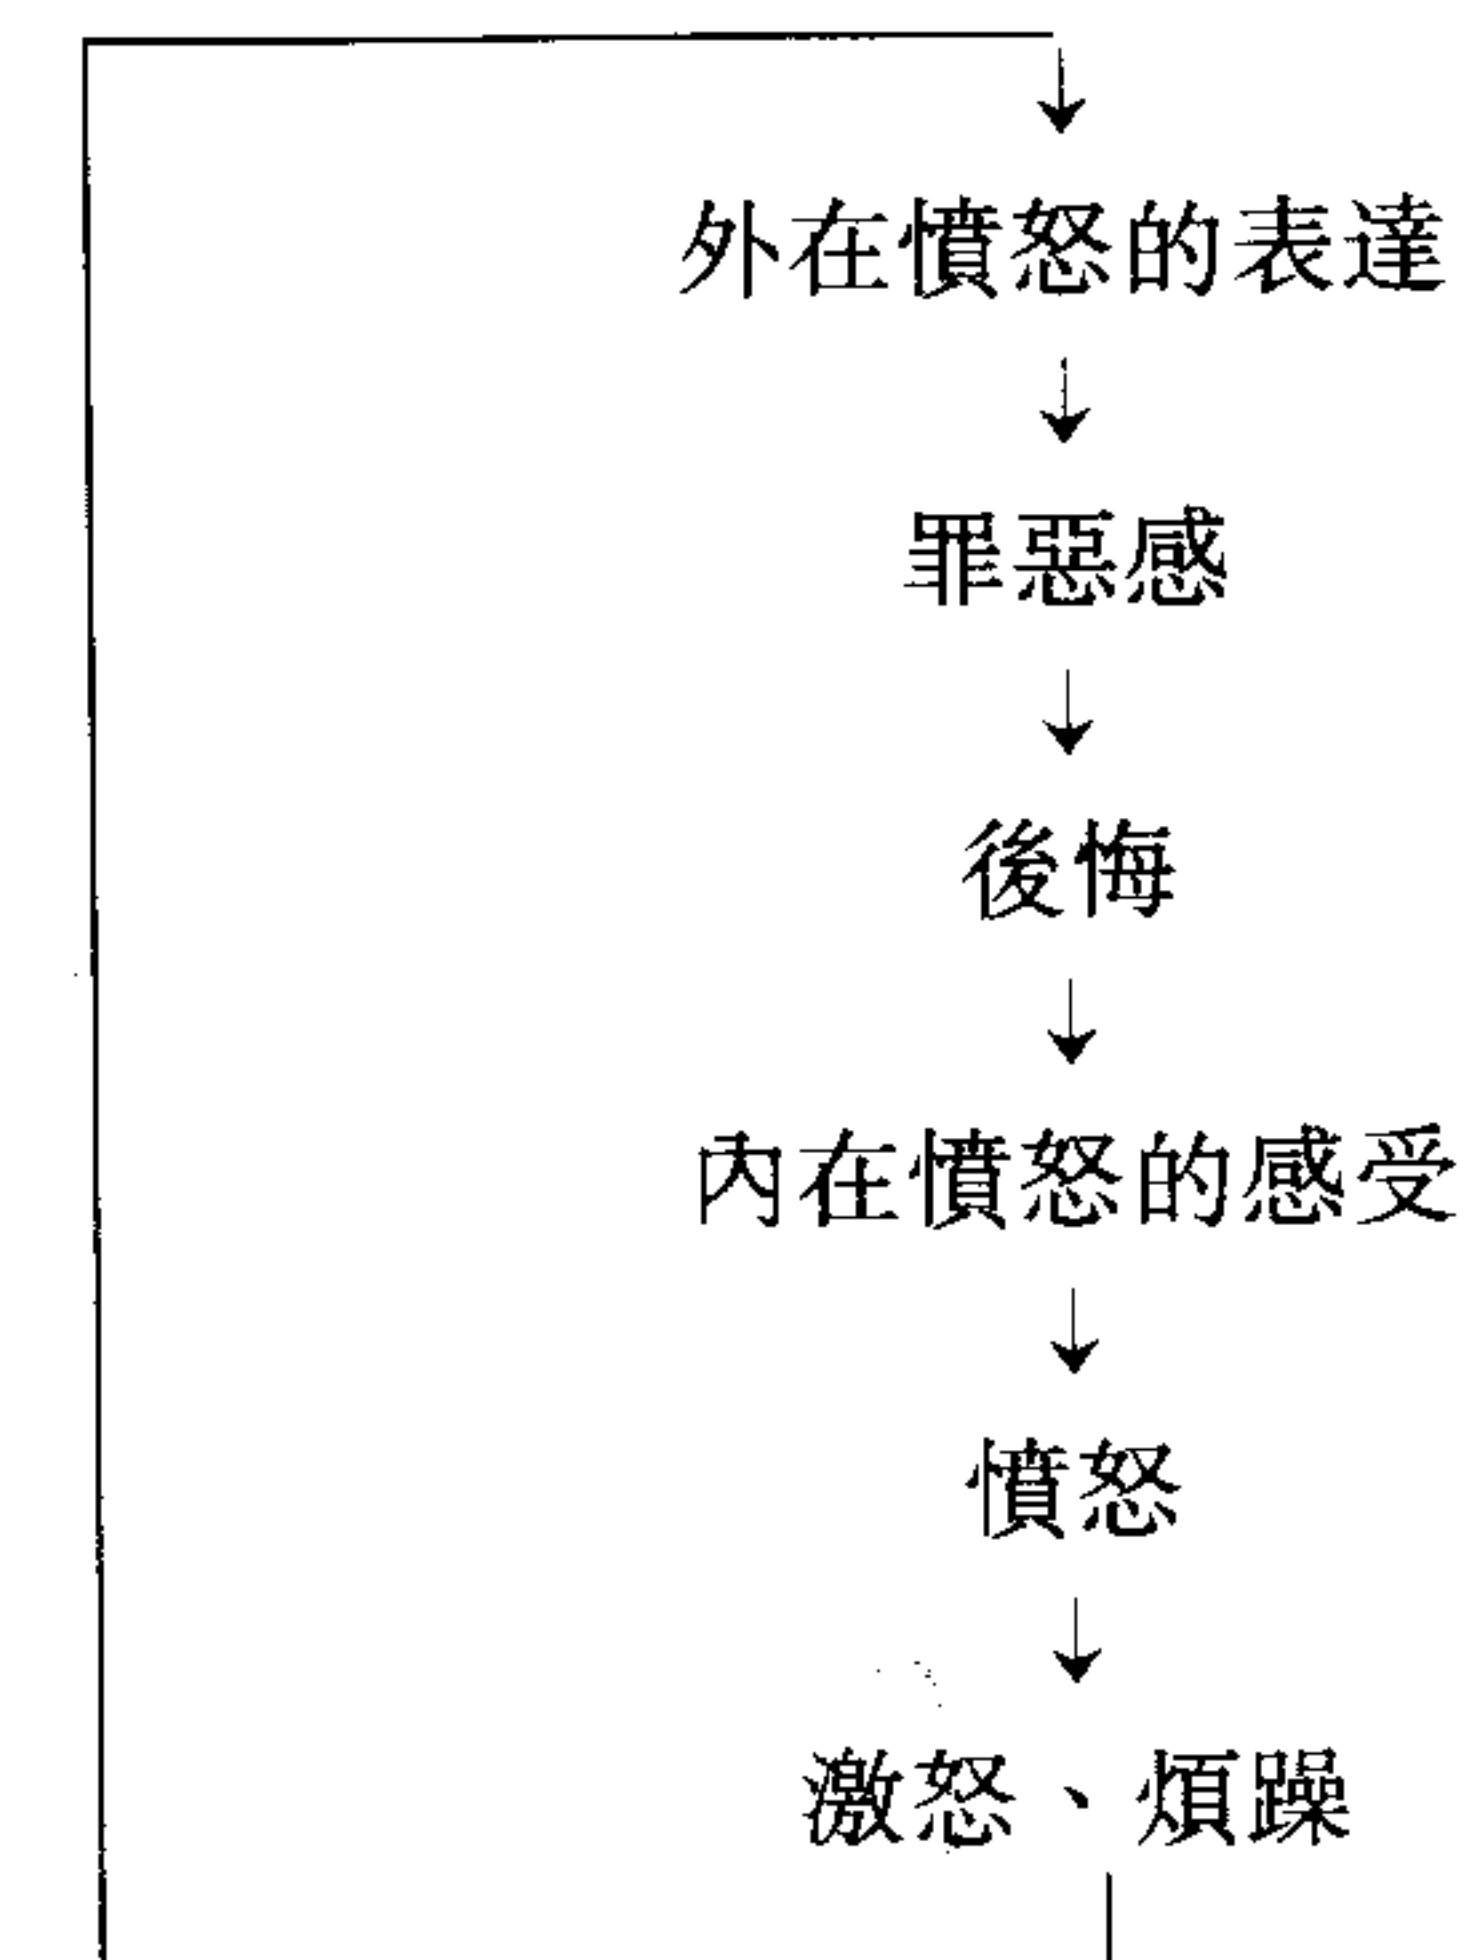 外在憤怒的表達
罪惡感
後悔
內在憤怒的感受
憤怒
激怒、煩躁